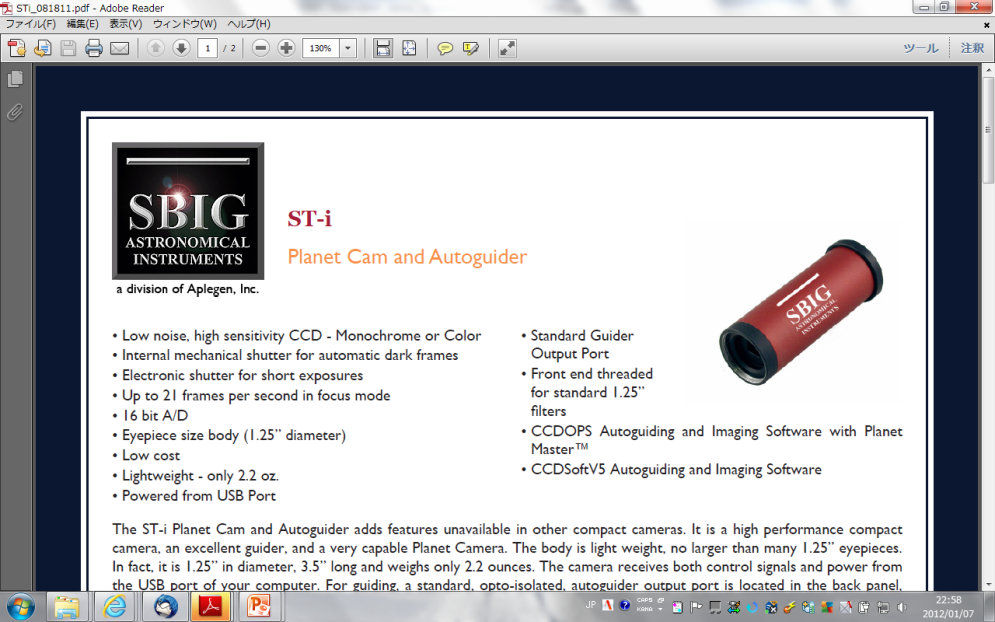 STi_081811.pdf - Adobe Reader
ファイル(F) 編集(E) 表示(V) ウィンドウ(W) ヘルプ(H)
1 / 2 130% ツール 注釈
SBIG
ASTRONOMICAL
INSTRUMENTS
a division of Aplegen, Inc.
ST-i
Planet Cam and Autoguider
SBIG
ASTRONOMICAL
INSTRUMENTS
• Low noise, high sensitivity CCD - Monochrome or Color
• Internal mechanical shutter for automatic dark frames
• Electronic shutter for short exposures
• Up to 21 frames per second in focus mode
• 16 bit A/D
• Eyepiece size body (1.25” diameter)
• Low cost
• Lightweight - only 2.2 oz.
• Powered from USB Port
• Standard Guider
Output Port
• Front end threaded
for standard 1.25”
filters
• CCDOPS Autoguiding and Imaging Software with Planet
Master™
• CCDSoftV5 Autoguiding and Imaging Software
The ST-i Planet Cam and Autoguider adds features unavailable in other compact cameras. It is a high performance compact
camera, an excellent guider, and a very capable Planet Camera. The body is light weight, no larger than many 1.25” eyepieces.
In fact, it is 1.25” in diameter, 3.5” long and weighs only 2.2 ounces. The camera receives both control signals and power from
the USB port of your computer. For guiding, a standard, opto-isolated, autoguider output port is located in the back panel,
JP A CAPS
KANA
22:58
2012/01/07